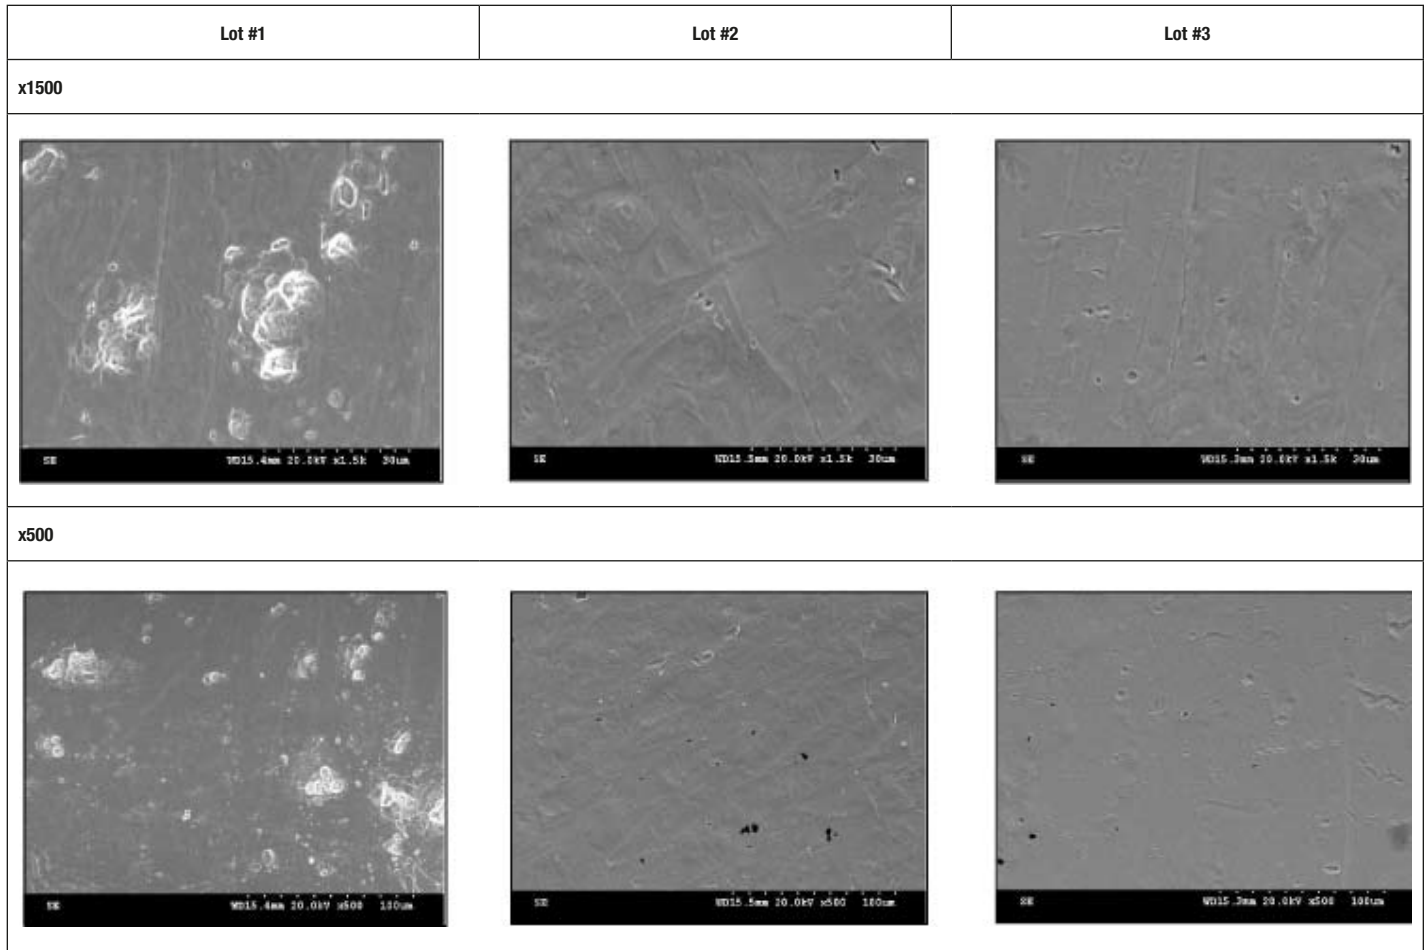 Lot #1 Lot #2 Lot #3
x1500
SE WD15.4mm 20.0kV x1.5k 30um
SE WD15.5mm 20.0kV x1.5k 30um
SE WD15.3mm 20.0kV x1.5k 30um
x500
SE WD15.4mm 20.0kV x500 100um
SE WD15.5mm 20.0kV x500 100um
SE WD15.3mm 20.0kV x500 100um